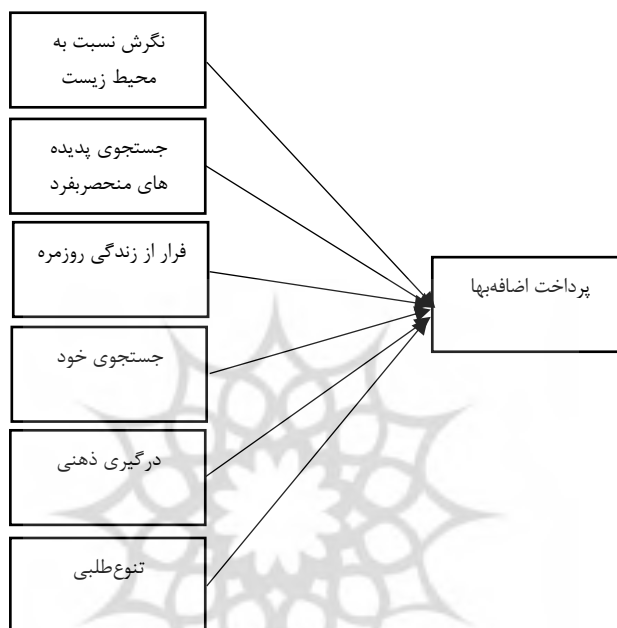 نگرش نسبت به
محیط زیست
جستجوی پدیده
های منحصربفرد
فرار از زندگی روزمره
پرداخت اضافه‌بها
جستجوی خود
درگیری ذهنی
تنوع‌طلبی